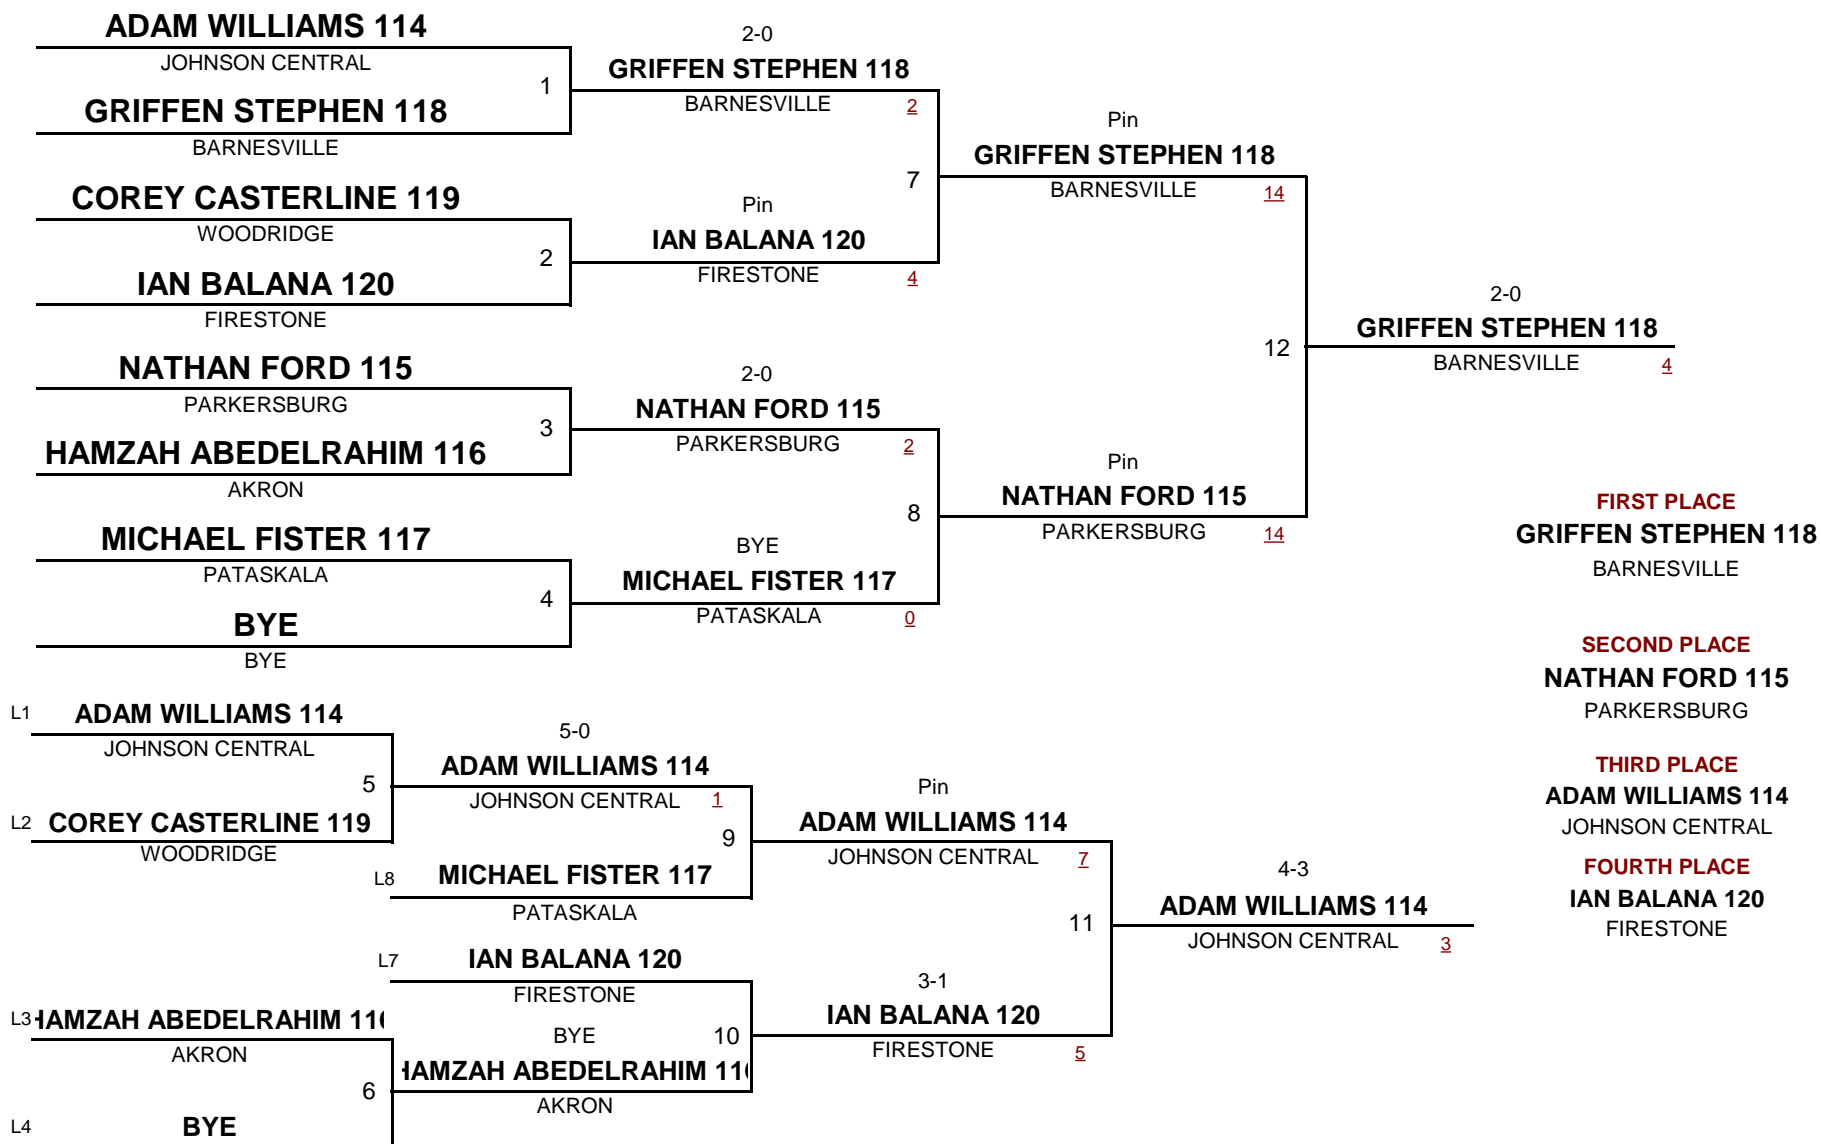 ADAM WILLIAMS 114
JOHNSON CENTRAL
1
GRIFFEN STEPHEN 118
BARNESVILLE
COREY CASTERLINE 119
WOODRIDGE
2
IAN BALANA 120
FIRESTONE
NATHAN FORD 115
PARKERSBURG
3
HAMZAH ABEDELRAHIM 116
AKRON
MICHAEL FISTER 117
PATASKALA
4
BYE
BYE
2-0
GRIFFEN STEPHEN 118
BARNESVILLE 2
7
Pin
IAN BALANA 120
FIRESTONE 4
2-0
NATHAN FORD 115
PARKERSBURG 2
8
BYE
MICHAEL FISTER 117
PATASKALA 0
Pin
GRIFFEN STEPHEN 118
BARNESVILLE 14
12
Pin
NATHAN FORD 115
PARKERSBURG 14
2-0
GRIFFEN STEPHEN 118
BARNESVILLE 4
FIRST PLACE
GRIFFEN STEPHEN 118
BARNESVILLE
SECOND PLACE
NATHAN FORD 115
PARKERSBURG
THIRD PLACE
ADAM WILLIAMS 114
JOHNSON CENTRAL
FOURTH PLACE
IAN BALANA 120
FIRESTONE
L1 ADAM WILLIAMS 114
JOHNSON CENTRAL
5
L2 COREY CASTERLINE 119
WOODRIDGE
L3 HAMZAH ABEDELRAHIM 11
AKRON
6
L4 BYE
5-0
ADAM WILLIAMS 114
JOHNSON CENTRAL 1
9
L8 MICHAEL FISTER 117
PATASKALA
L7 IAN BALANA 120
FIRESTONE
BYE 10
HAMZAH ABEDELRAHIM 11
AKRON
Pin
ADAM WILLIAMS 114
JOHNSON CENTRAL 7
11
3-1
IAN BALANA 120
FIRESTONE 5
4-3
ADAM WILLIAMS 114
JOHNSON CENTRAL 3